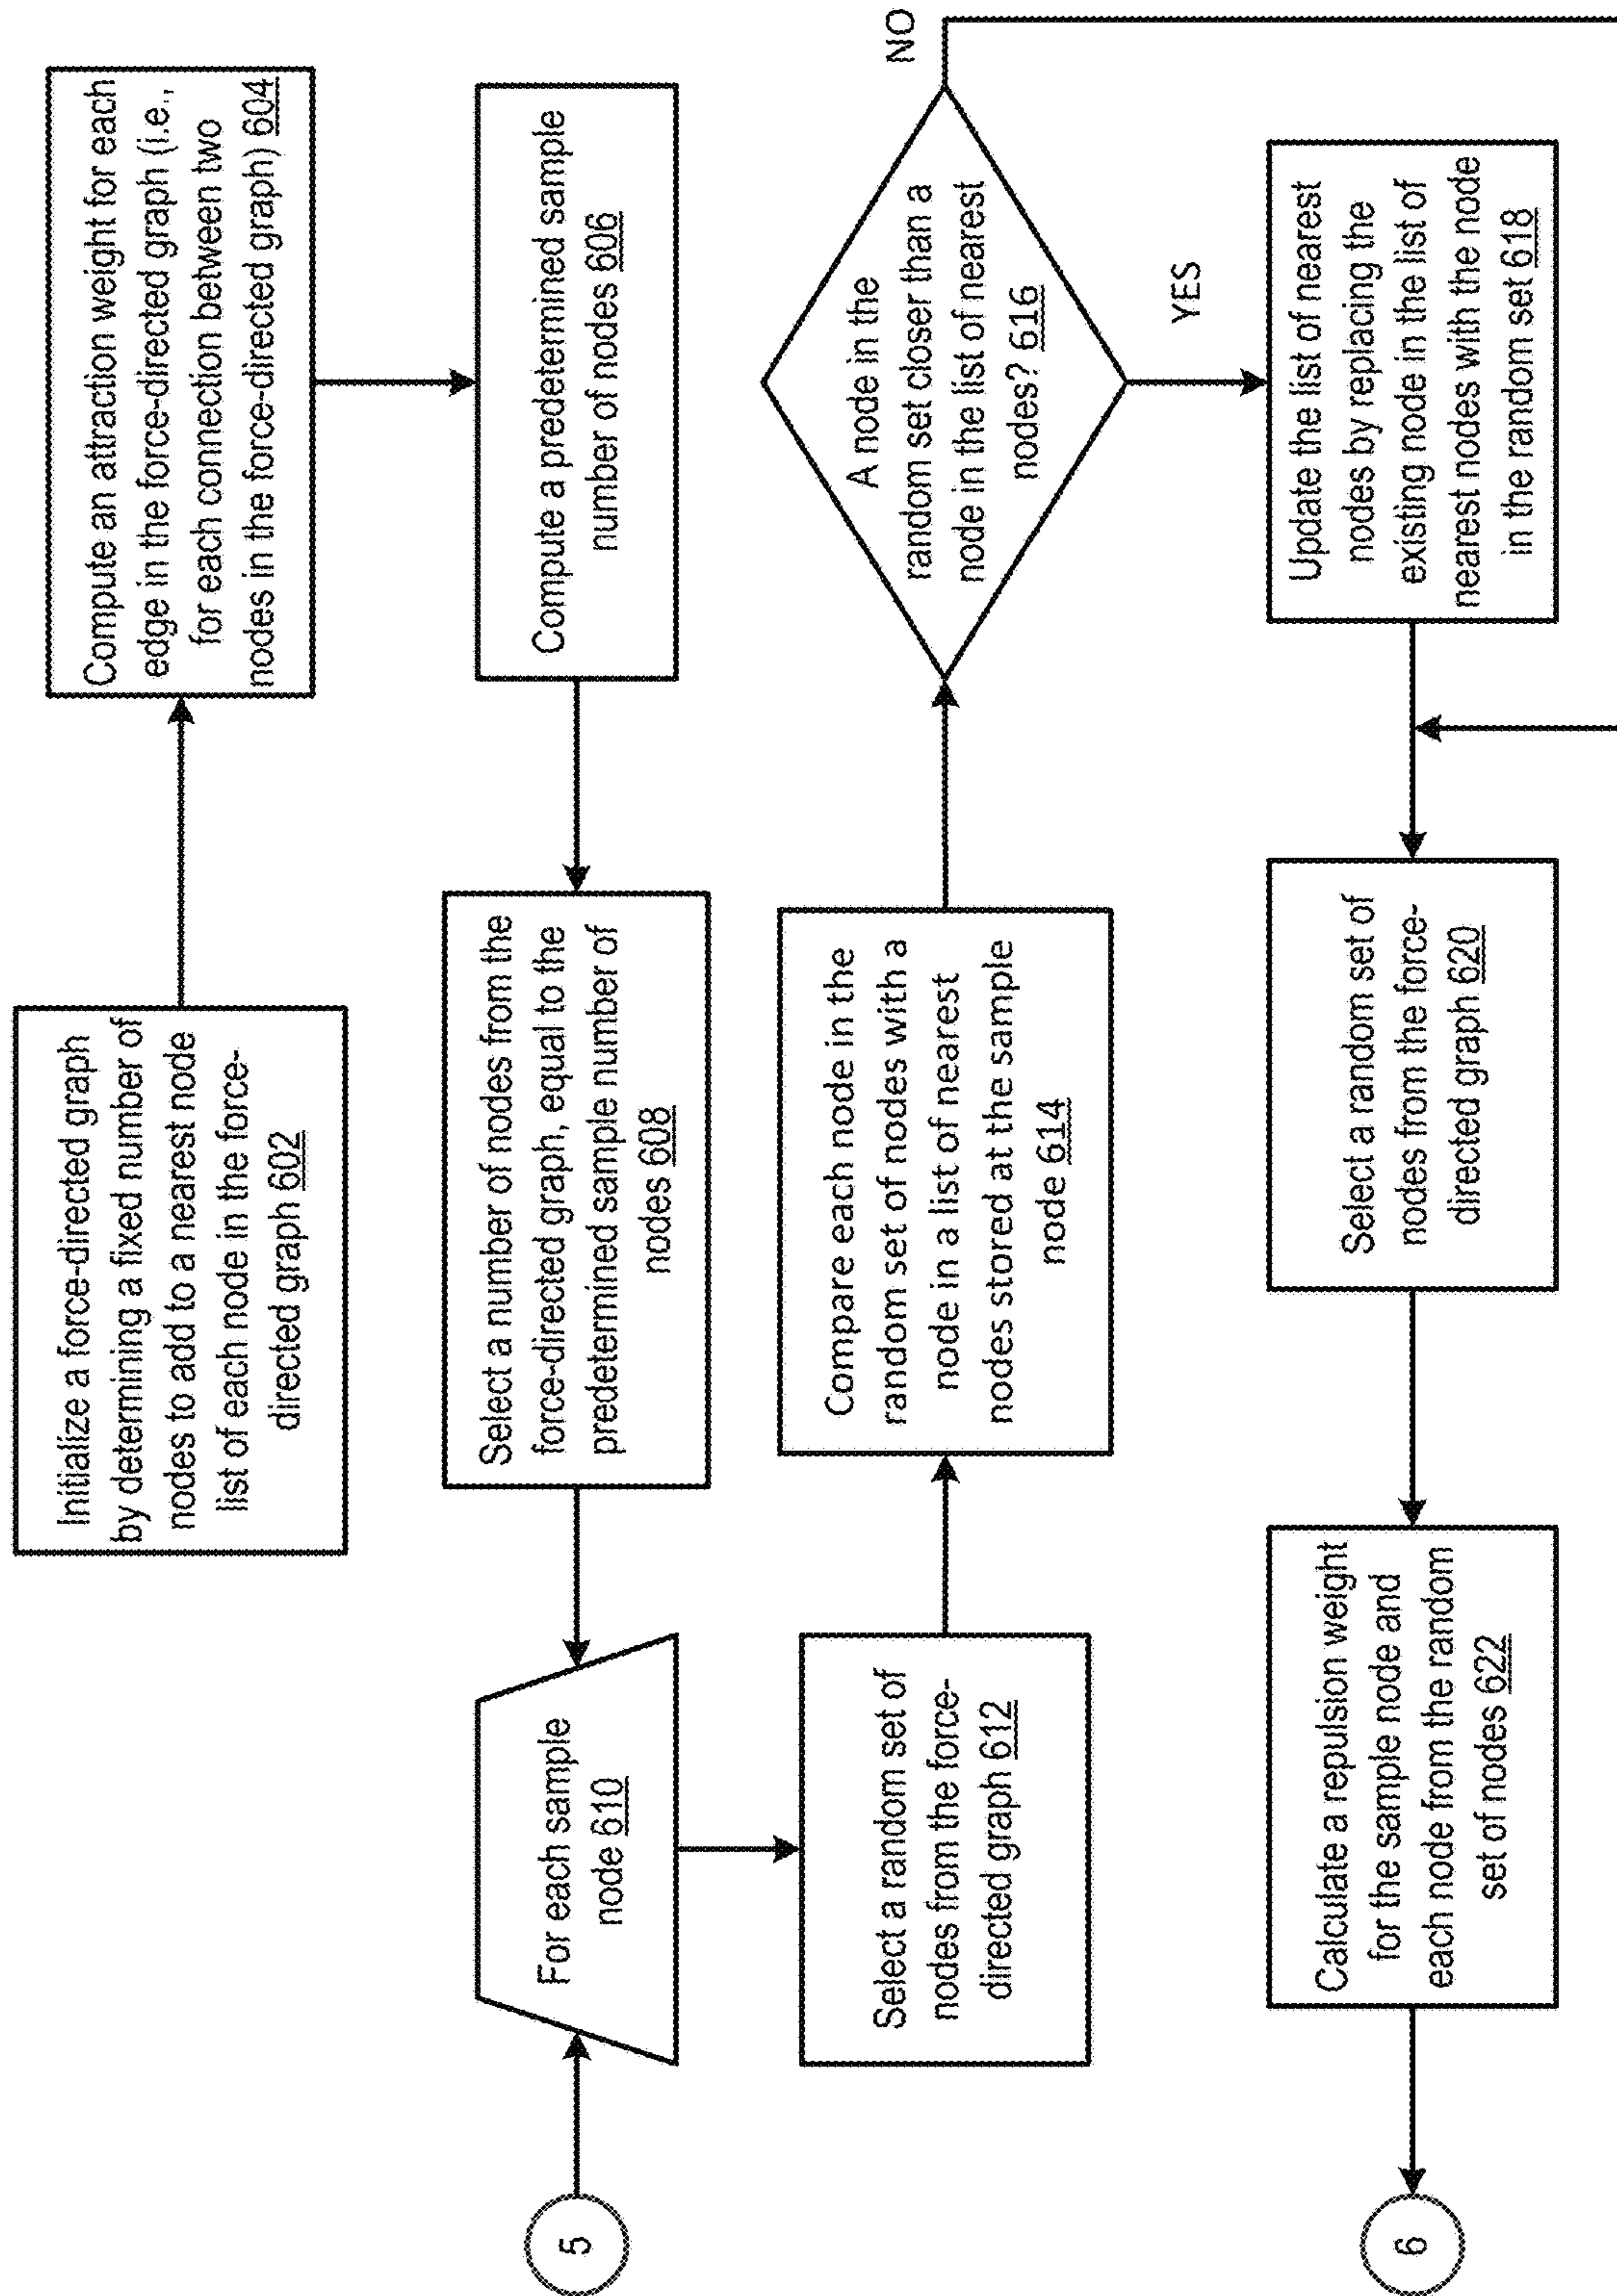 Initialize a force-directed graph
by determining a fixed number of
nodes to add to a nearest node
list of each node in the force-
directed graph 602
Compute an attraction weight for each
edge in the force-directed graph (i.e.,
for each connection between two
nodes in the force-directed graph) 604
Compute a predetermined sample
number of nodes 606
Select a number of nodes from the
force-directed graph, equal to the
predetermined sample number of
nodes 608
For each sample
node 610
5
Select a random set of
nodes from the force-
directed graph 612
Compare each node in the
random set of nodes with a
node in a list of nearest
nodes stored at the sample
node 614
A node in the
random set closer than a
node in the list of nearest
nodes? 616
NO
YES
Update the list of nearest
nodes by replacing the
existing node in the list of
nearest nodes with the node
in the random set 618
Select a random set of
nodes from the force-
directed graph 620
Calculate a repulsion weight
for the sample node and
each node from the random
set of nodes 622
6